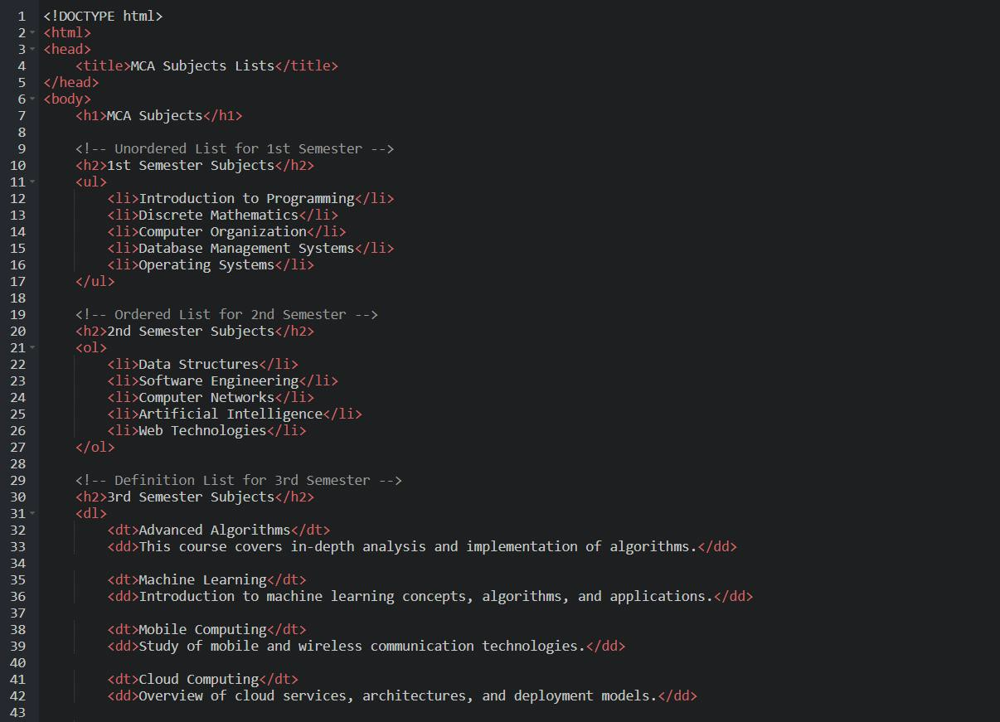 1 <!DOCTYPE html>
2 <html>
3 <head>
4     <title>MCA Subjects Lists</title>
5 </head>
6 <body>
7     <h1>MCA Subjects</h1>
8
9     <!-- Unordered List for 1st Semester -->
10     <h2>1st Semester Subjects</h2>
11     <ul>
12         <li>Introduction to Programming</li>
13         <li>Discrete Mathematics</li>
14         <li>Computer Organization</li>
15         <li>Database Management Systems</li>
16         <li>Operating Systems</li>
17     </ul>
18
19     <!-- Ordered List for 2nd Semester -->
20     <h2>2nd Semester Subjects</h2>
21     <ol>
22         <li>Data Structures</li>
23         <li>Software Engineering</li>
24         <li>Computer Networks</li>
25         <li>Artificial Intelligence</li>
26         <li>Web Technologies</li>
27     </ol>
28
29     <!-- Definition List for 3rd Semester -->
30     <h2>3rd Semester Subjects</h2>
31     <dl>
32         <dt>Advanced Algorithms</dt>
33         <dd>This course covers in-depth analysis and implementation of algorithms.</dd>
34
35         <dt>Machine Learning</dt>
36         <dd>Introduction to machine learning concepts, algorithms, and applications.</dd>
37
38         <dt>Mobile Computing</dt>
39         <dd>Study of mobile and wireless communication technologies.</dd>
40
41         <dt>Cloud Computing</dt>
42         <dd>Overview of cloud services, architectures, and deployment models.</dd>
43